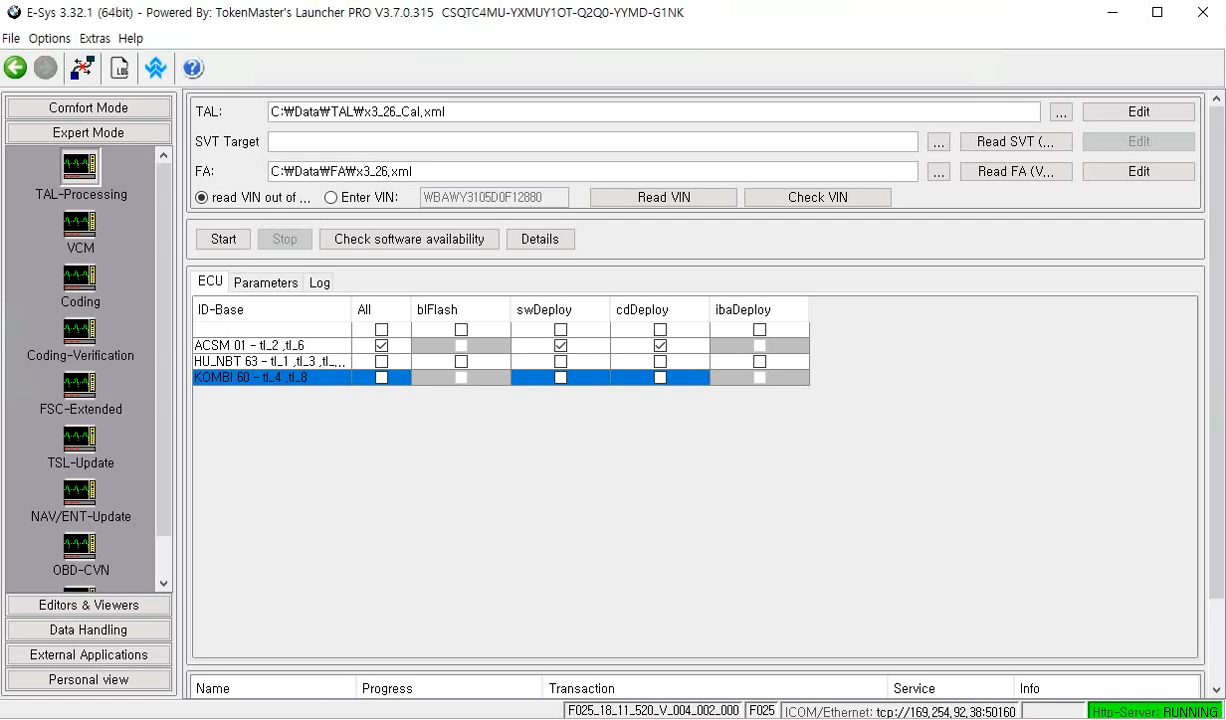 E-Sys 3.32.1 (64bit) - Powered By: TokenMaster's Launcher PRO V3.7.0.315 CSQTC4MU-YXMUY1OT-Q2Q0-YYMD-G1NK
File Options Extras Help
LOG
Comfort Mode
Expert Mode
TAL-Processing
VCM
Coding
Coding-Verification
FSC-Extended
TSL-Update
NAV/ENT-Update
OBD-CVN
Editors & Viewers
Data Handling
External Applications
Personal view
TAL: C:₩Data₩TAL₩x3_26_Cal,xml ... Edit
SVT Target ... Read SVT (... Edit
FA: C:₩Data₩FA₩x3_26,xml ... Read FA (V... Edit
read VIN out of ... Enter VIN: WBAWY3105D0F12880 Read VIN Check VIN
Start Stop Check software availability Details
ECU Parameters Log
ID-Base All blFlash swDeploy cdDeploy ibaDeploy
ACSM 01 - tl_2 ,tl_6
HU_NBT 63 - tl_1 ,tl_3 ,tl_...
KOMBI 60 - tl_4 ,tl_8
Name Progress Transaction Service Info
F025_18_11_520_V_004_002_000 F025 ICOM/Ethernet: tcp://169,254,92,38:50160 Http-Server: RUNNING